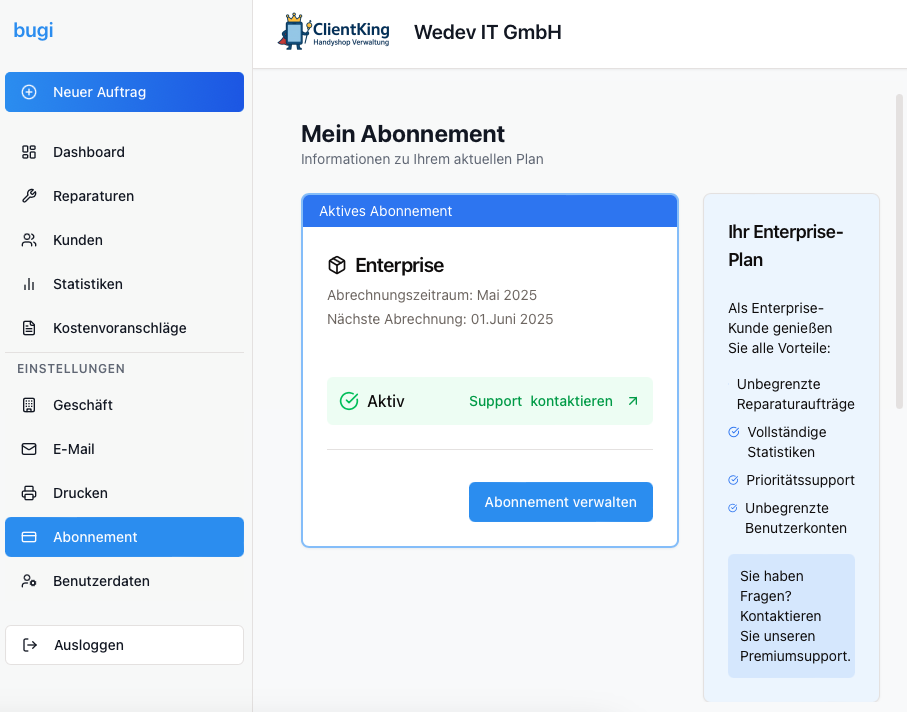 bugi
Neuer Auftrag
Dashboard
Reparaturen
Kunden
Statistiken
Kostenvoranschläge
EINSTELLUNGEN
Geschäft
E-Mail
Drucken
Abonnement
Benutzerdaten
Ausloggen
ClientKing
Handyshop Verwaltung
Wedev IT GmbH
Mein Abonnement
Informationen zu Ihrem aktuellen Plan
Aktives Abonnement
Enterprise
Abrechnungszeitraum: Mai 2025
Nächste Abrechnung: 01.Juni 2025
Aktiv
Support kontaktieren
Abonnement verwalten
Ihr Enterprise-
Plan
Als Enterprise-
Kunde genießen
Sie alle Vorteile:
Unbegrenzte
Reparaturaufträge
Vollständige
Statistiken
Prioritätssupport
Unbegrenzte
Benutzerkonten
Sie haben
Fragen?
Kontaktieren
Sie unseren
Premiumsupport.